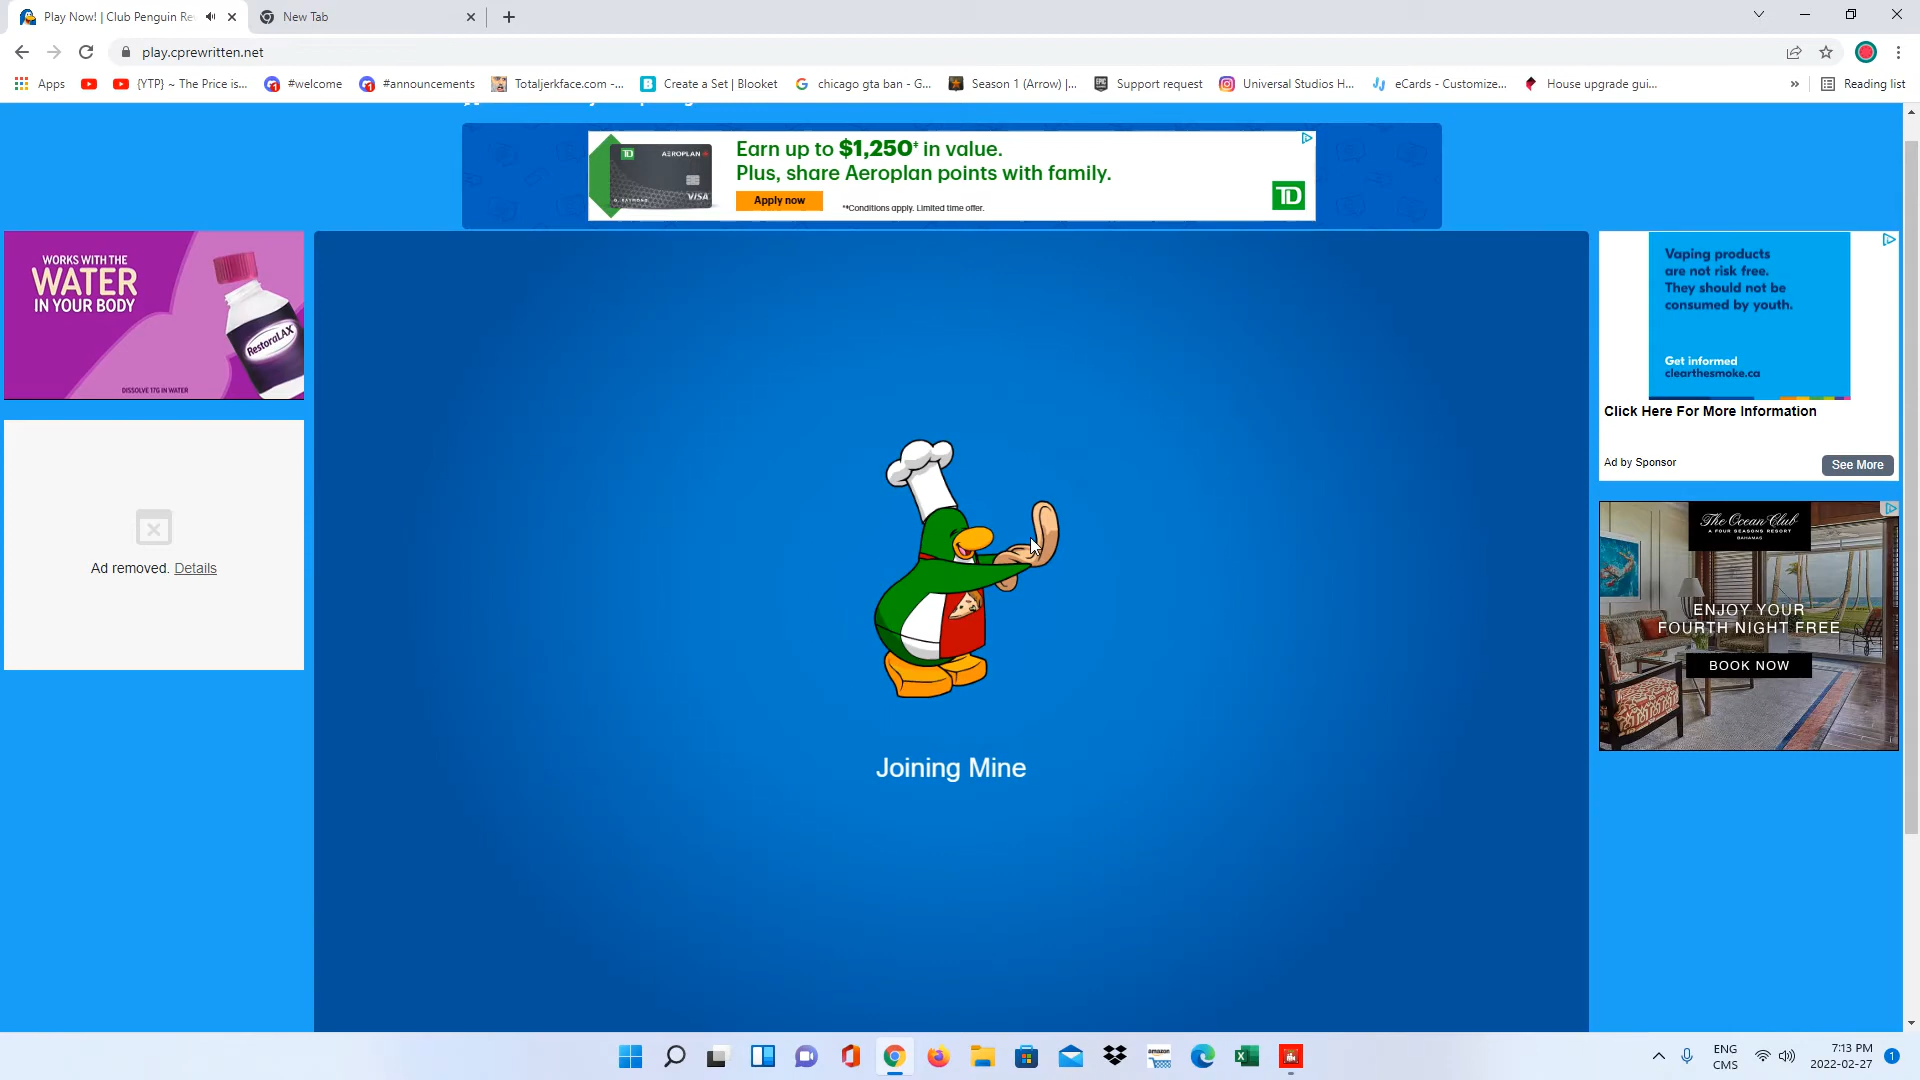 Play Now! | Club Penguin Re
New Tab
play.cprewritten.net
Apps
{YTP} ~ The Price is...
#welcome
#announcements
Totaljerkface.com -...
Create a Set | Blooket
chicago gta ban - G...
Season 1 (Arrow) |...
Support request
Universal Studios H...
eCards - Customize...
House upgrade gui...
»
Reading list
TD
AEROPLAN
VISA
Earn up to $1,250‡ in value.
Plus, share Aeroplan points with family.
Apply now
**Conditions apply. Limited time offer.
TD
WORKS WITH THE
WATER
IN YOUR BODY
RestoraLAX
DISSOLVE 17G IN WATER
Ad removed. Details
Joining Mine
Vaping products
are not risk free.
They should not be
consumed by youth.
Get informed
clearthesmoke.ca
Click Here For More Information
Ad by Sponsor
See More
The Ocean Club
A FOUR SEASONS RESORT
BAHAMAS
ENJOY YOUR
FOURTH NIGHT FREE
BOOK NOW
amazon
ENG
CMS
7:13 PM
2022-02-27
1